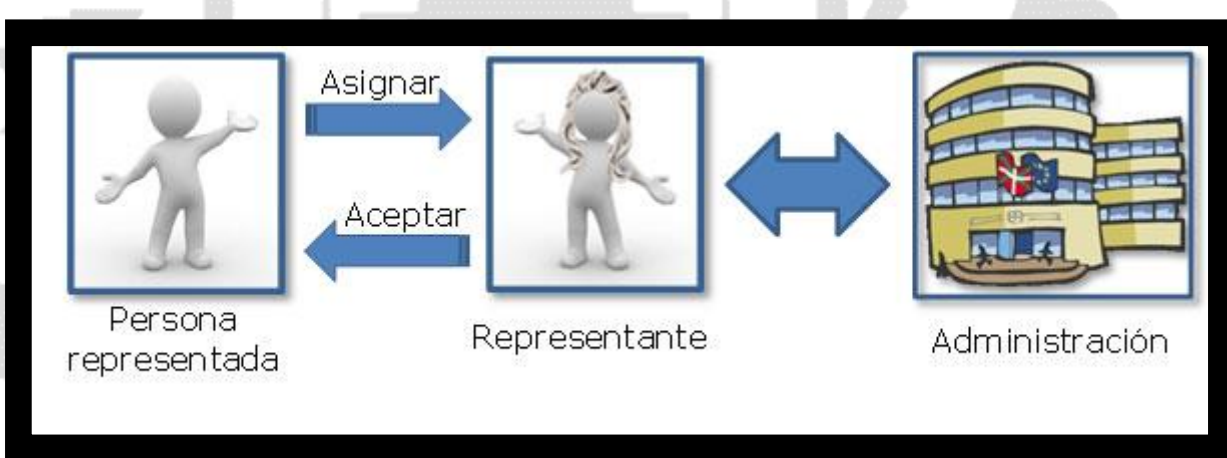 Asignar
Aceptar
Persona
representada
Representante
Administración